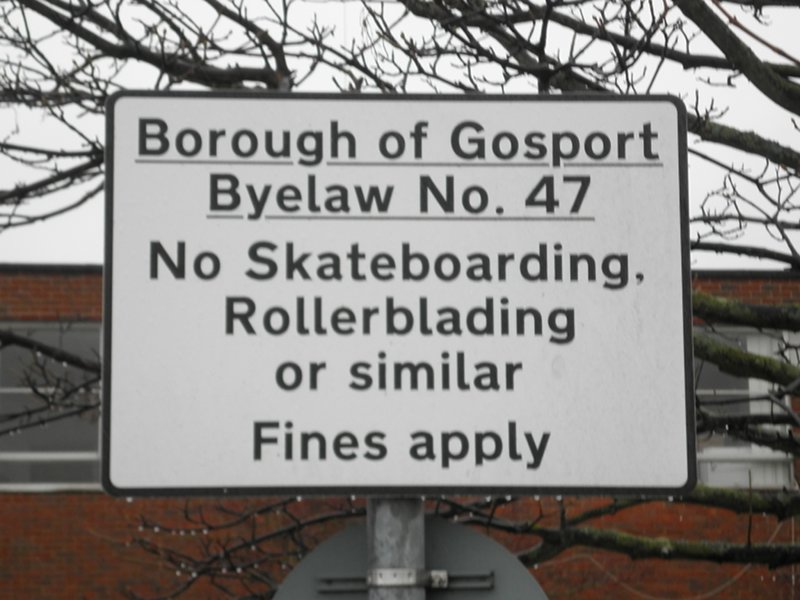 Borough of Gosport
Byelaw No. 47
No Skateboarding,
Rollerblading
or similar
Fines apply